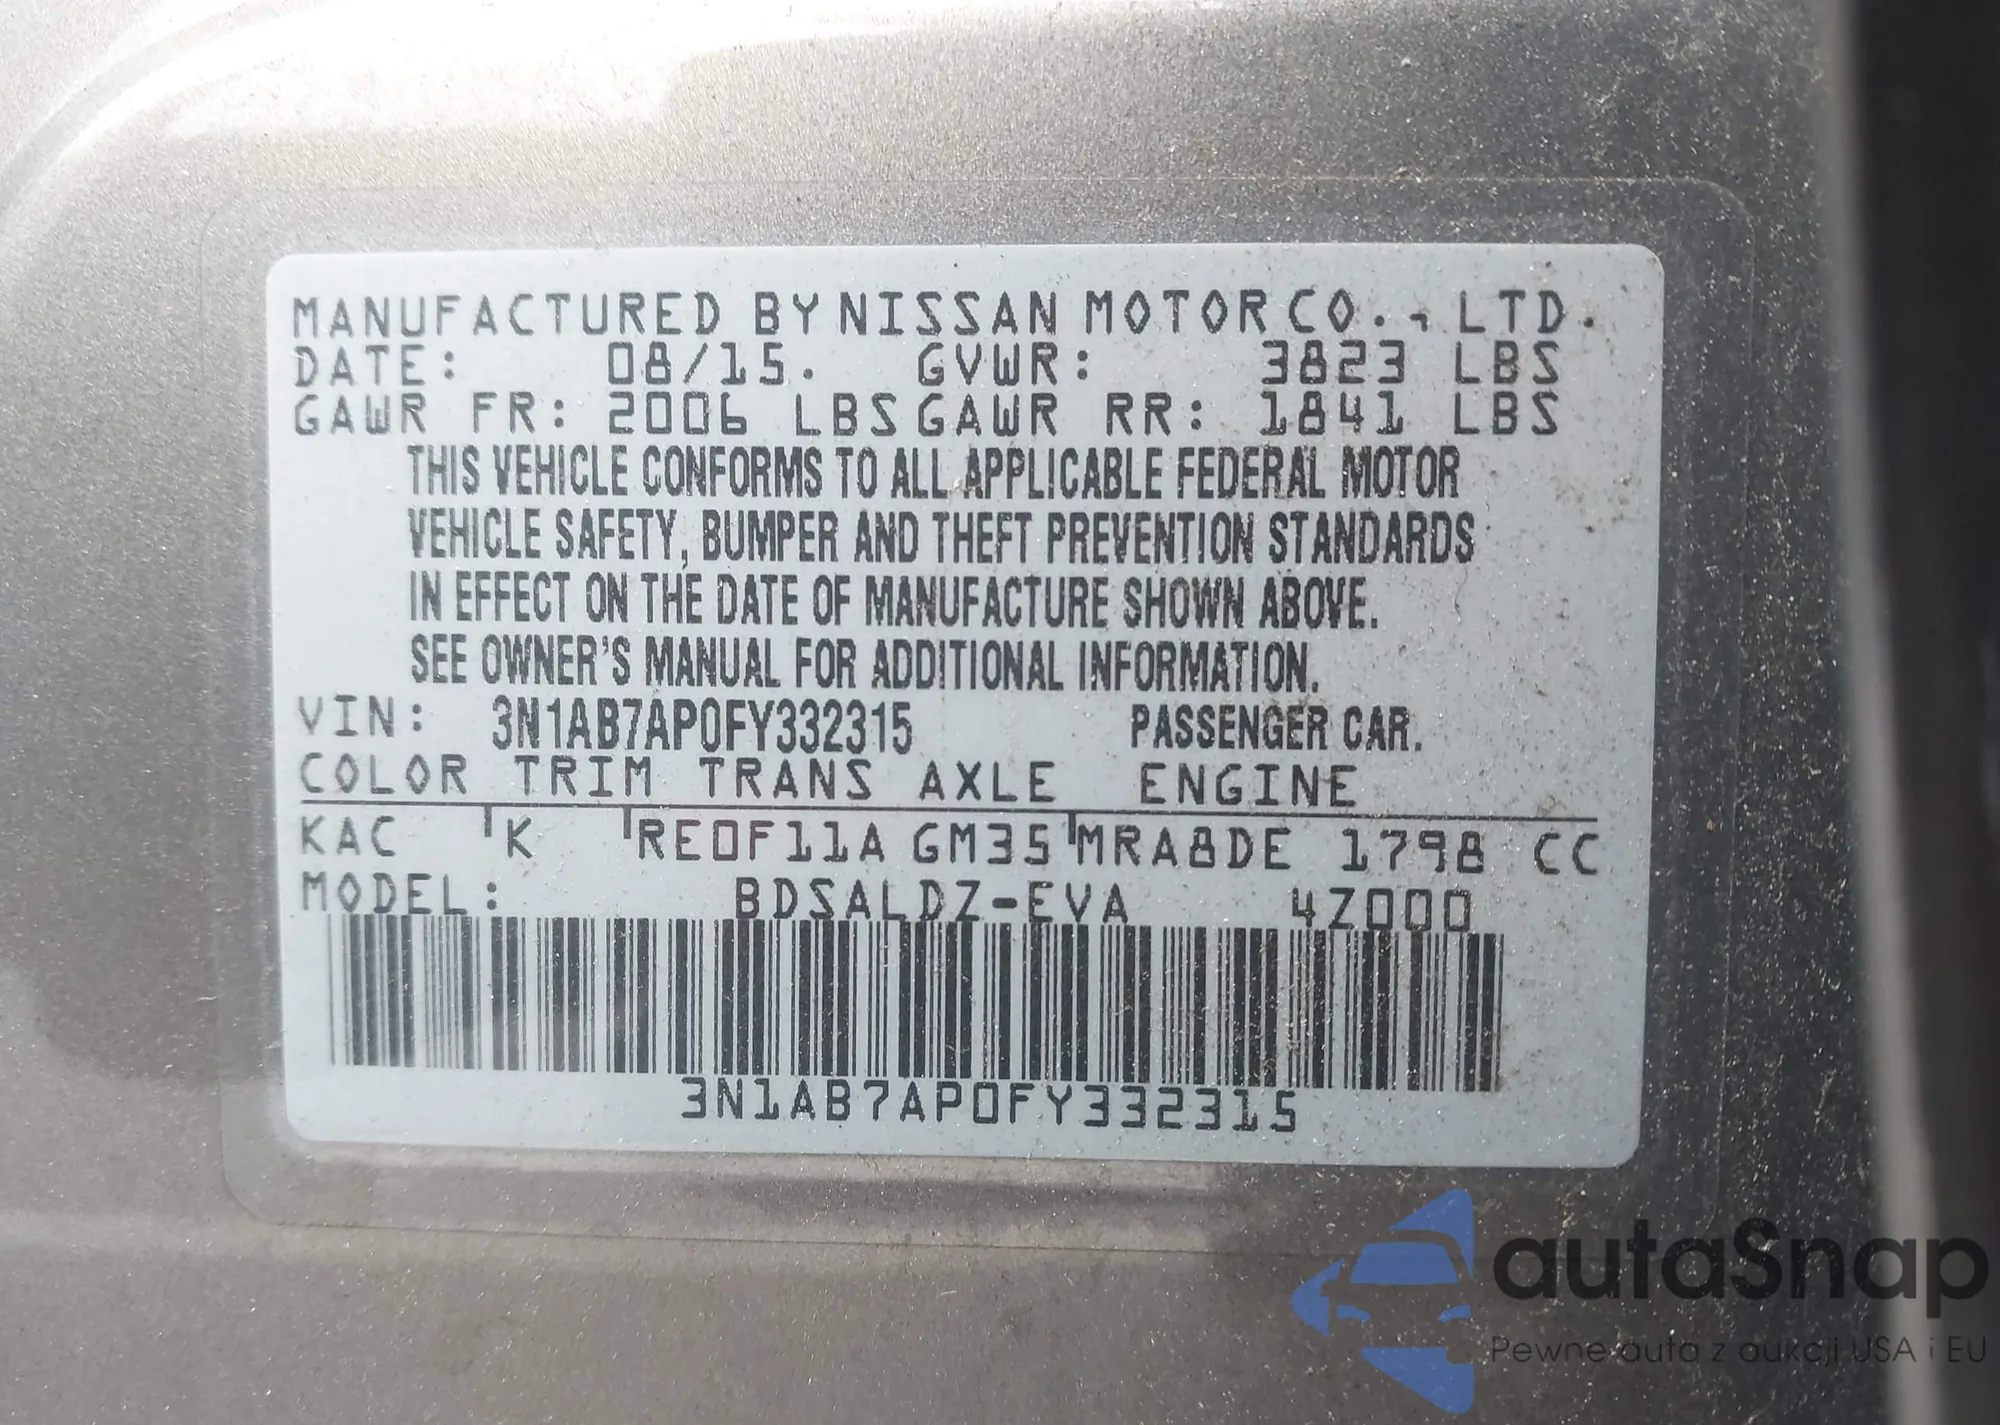 MANUFACTURED BY NISSAN MOTOR CO., LTD.
DATE: 08/15. GVWR: 3823 LBS
GAWR FR: 2006 LBS GAWR RR: 1841 LBS
THIS VEHICLE CONFORMS TO ALL APPLICABLE FEDERAL MOTOR
VEHICLE SAFETY, BUMPER AND THEFT PREVENTION STANDARDS
IN EFFECT ON THE DATE OF MANUFACTURE SHOWN ABOVE.
SEE OWNER'S MANUAL FOR ADDITIONAL INFORMATION.
VIN: 3N1AB7AP0FY332315 PASSENGER CAR.
COLOR TRIM TRANS AXLE ENGINE
KAC K RE0F11A GM35 MRA8DE 1798 CC
MODEL: BDSALDZ-EVA 4Z000
3N1AB7AP0FY332315
autaSnap
Pewne auta z aukcji USA i EU